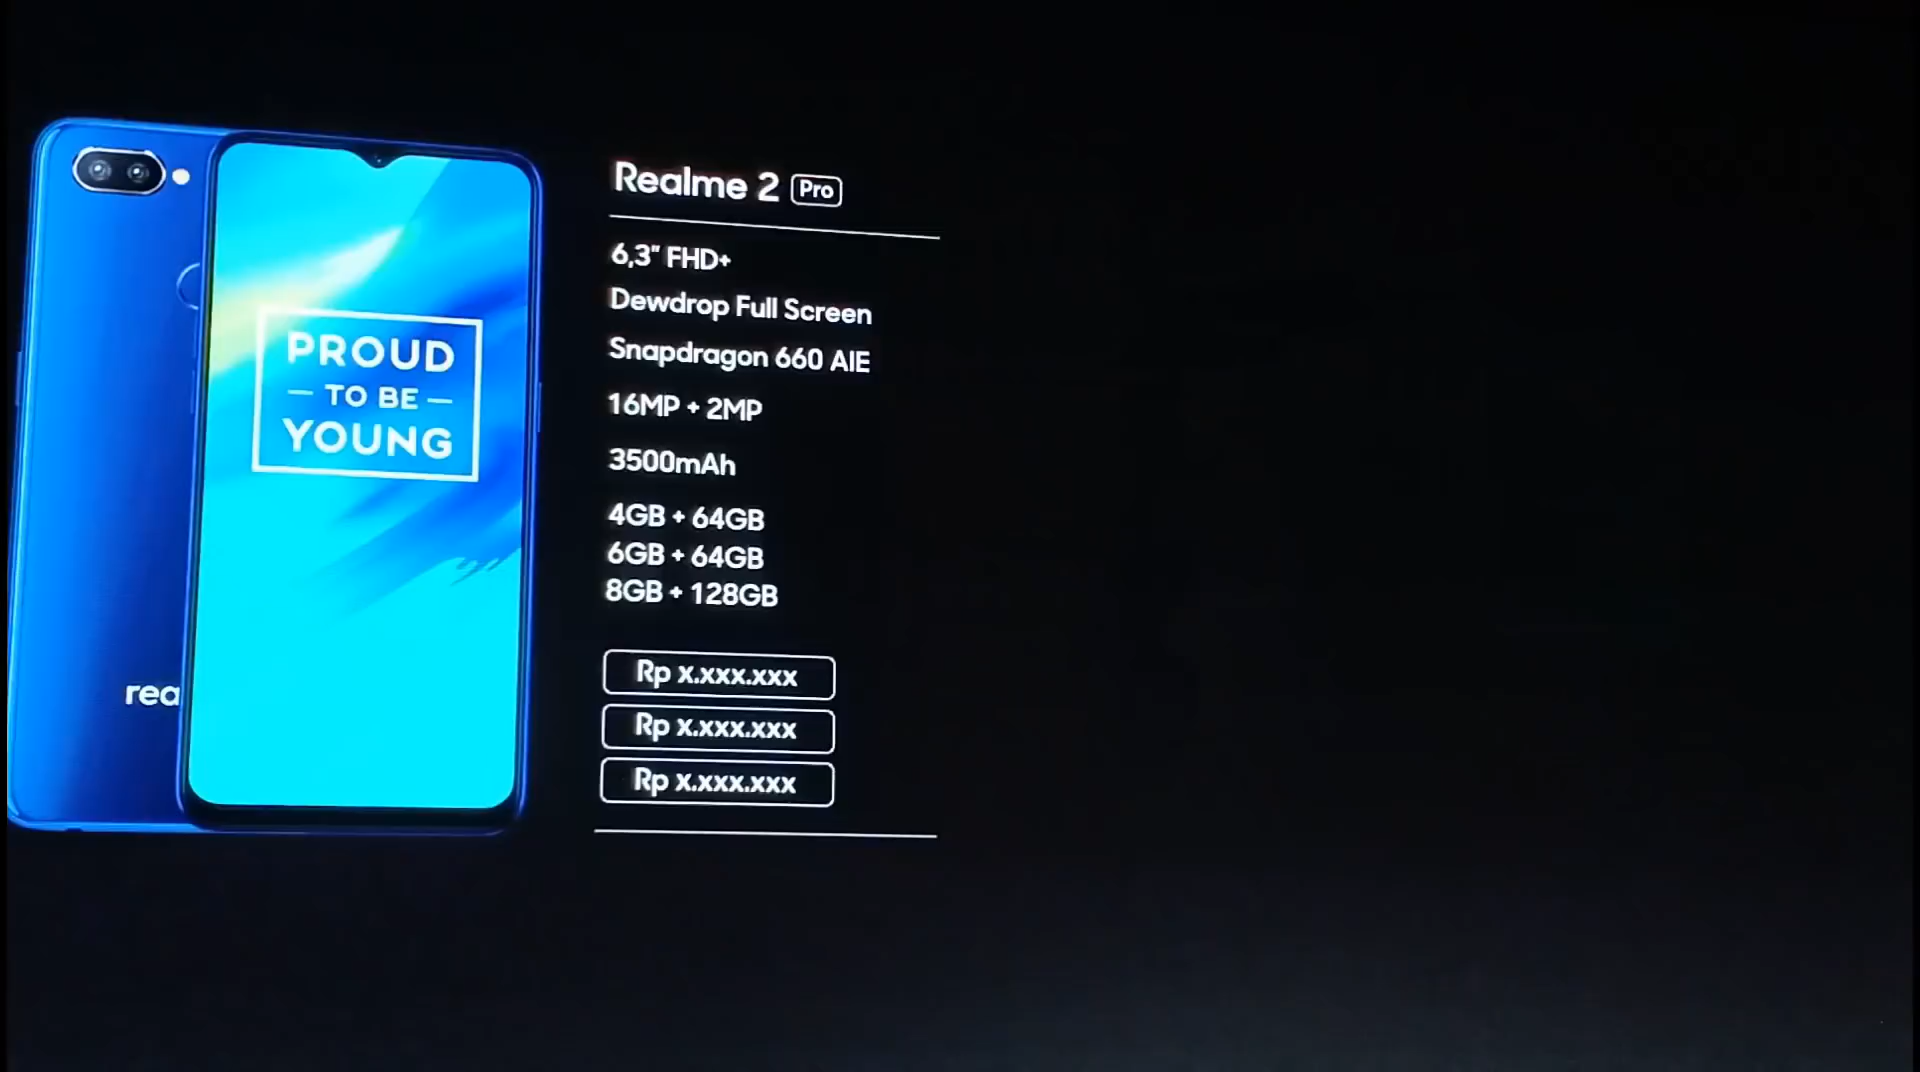 Realme 2 Pro
6,3" FHD+
Dewdrop Full Screen
Snapdragon 660 AIE
16MP + 2MP
3500mAh
4GB + 64GB
6GB + 64GB
8GB + 128GB
Rp x.xxx.xxx
Rp x.xxx.xxx
Rp x.xxx.xxx
PROUD
TO BE
YOUNG
rea